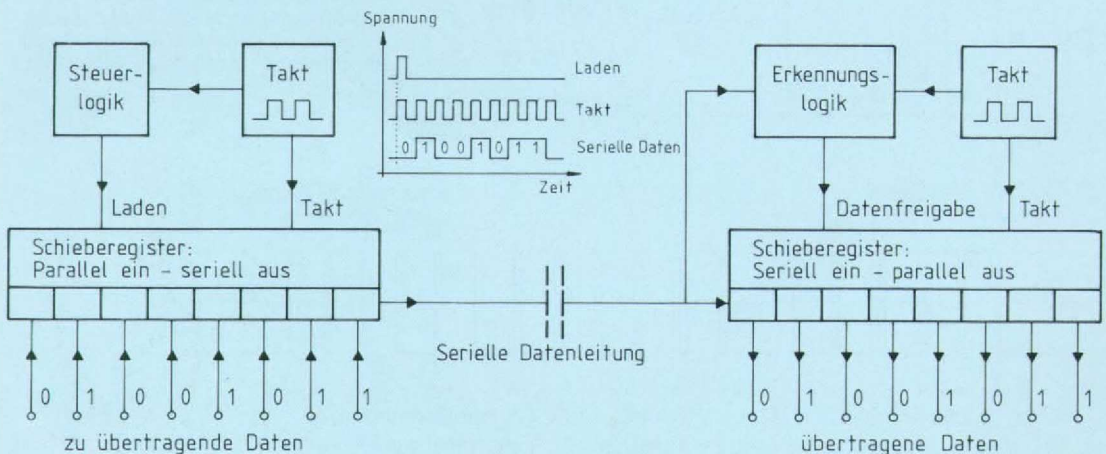 Steuer-
logik
Takt
Spannung
Laden
Takt
0 1 0 0 1 0 1 1
Serielle Daten
Zeit
Erkennungs-
logik
Takt
Laden
Takt
Datenfreigabe
Takt
Schieberegister:
Parallel ein - seriell aus
Schieberegister:
Seriell ein - parallel aus
Serielle Datenleitung
0 1 0 0 1 0 1 1
zu übertragende Daten
0 1 0 0 1 0 1 1
übertragene Daten